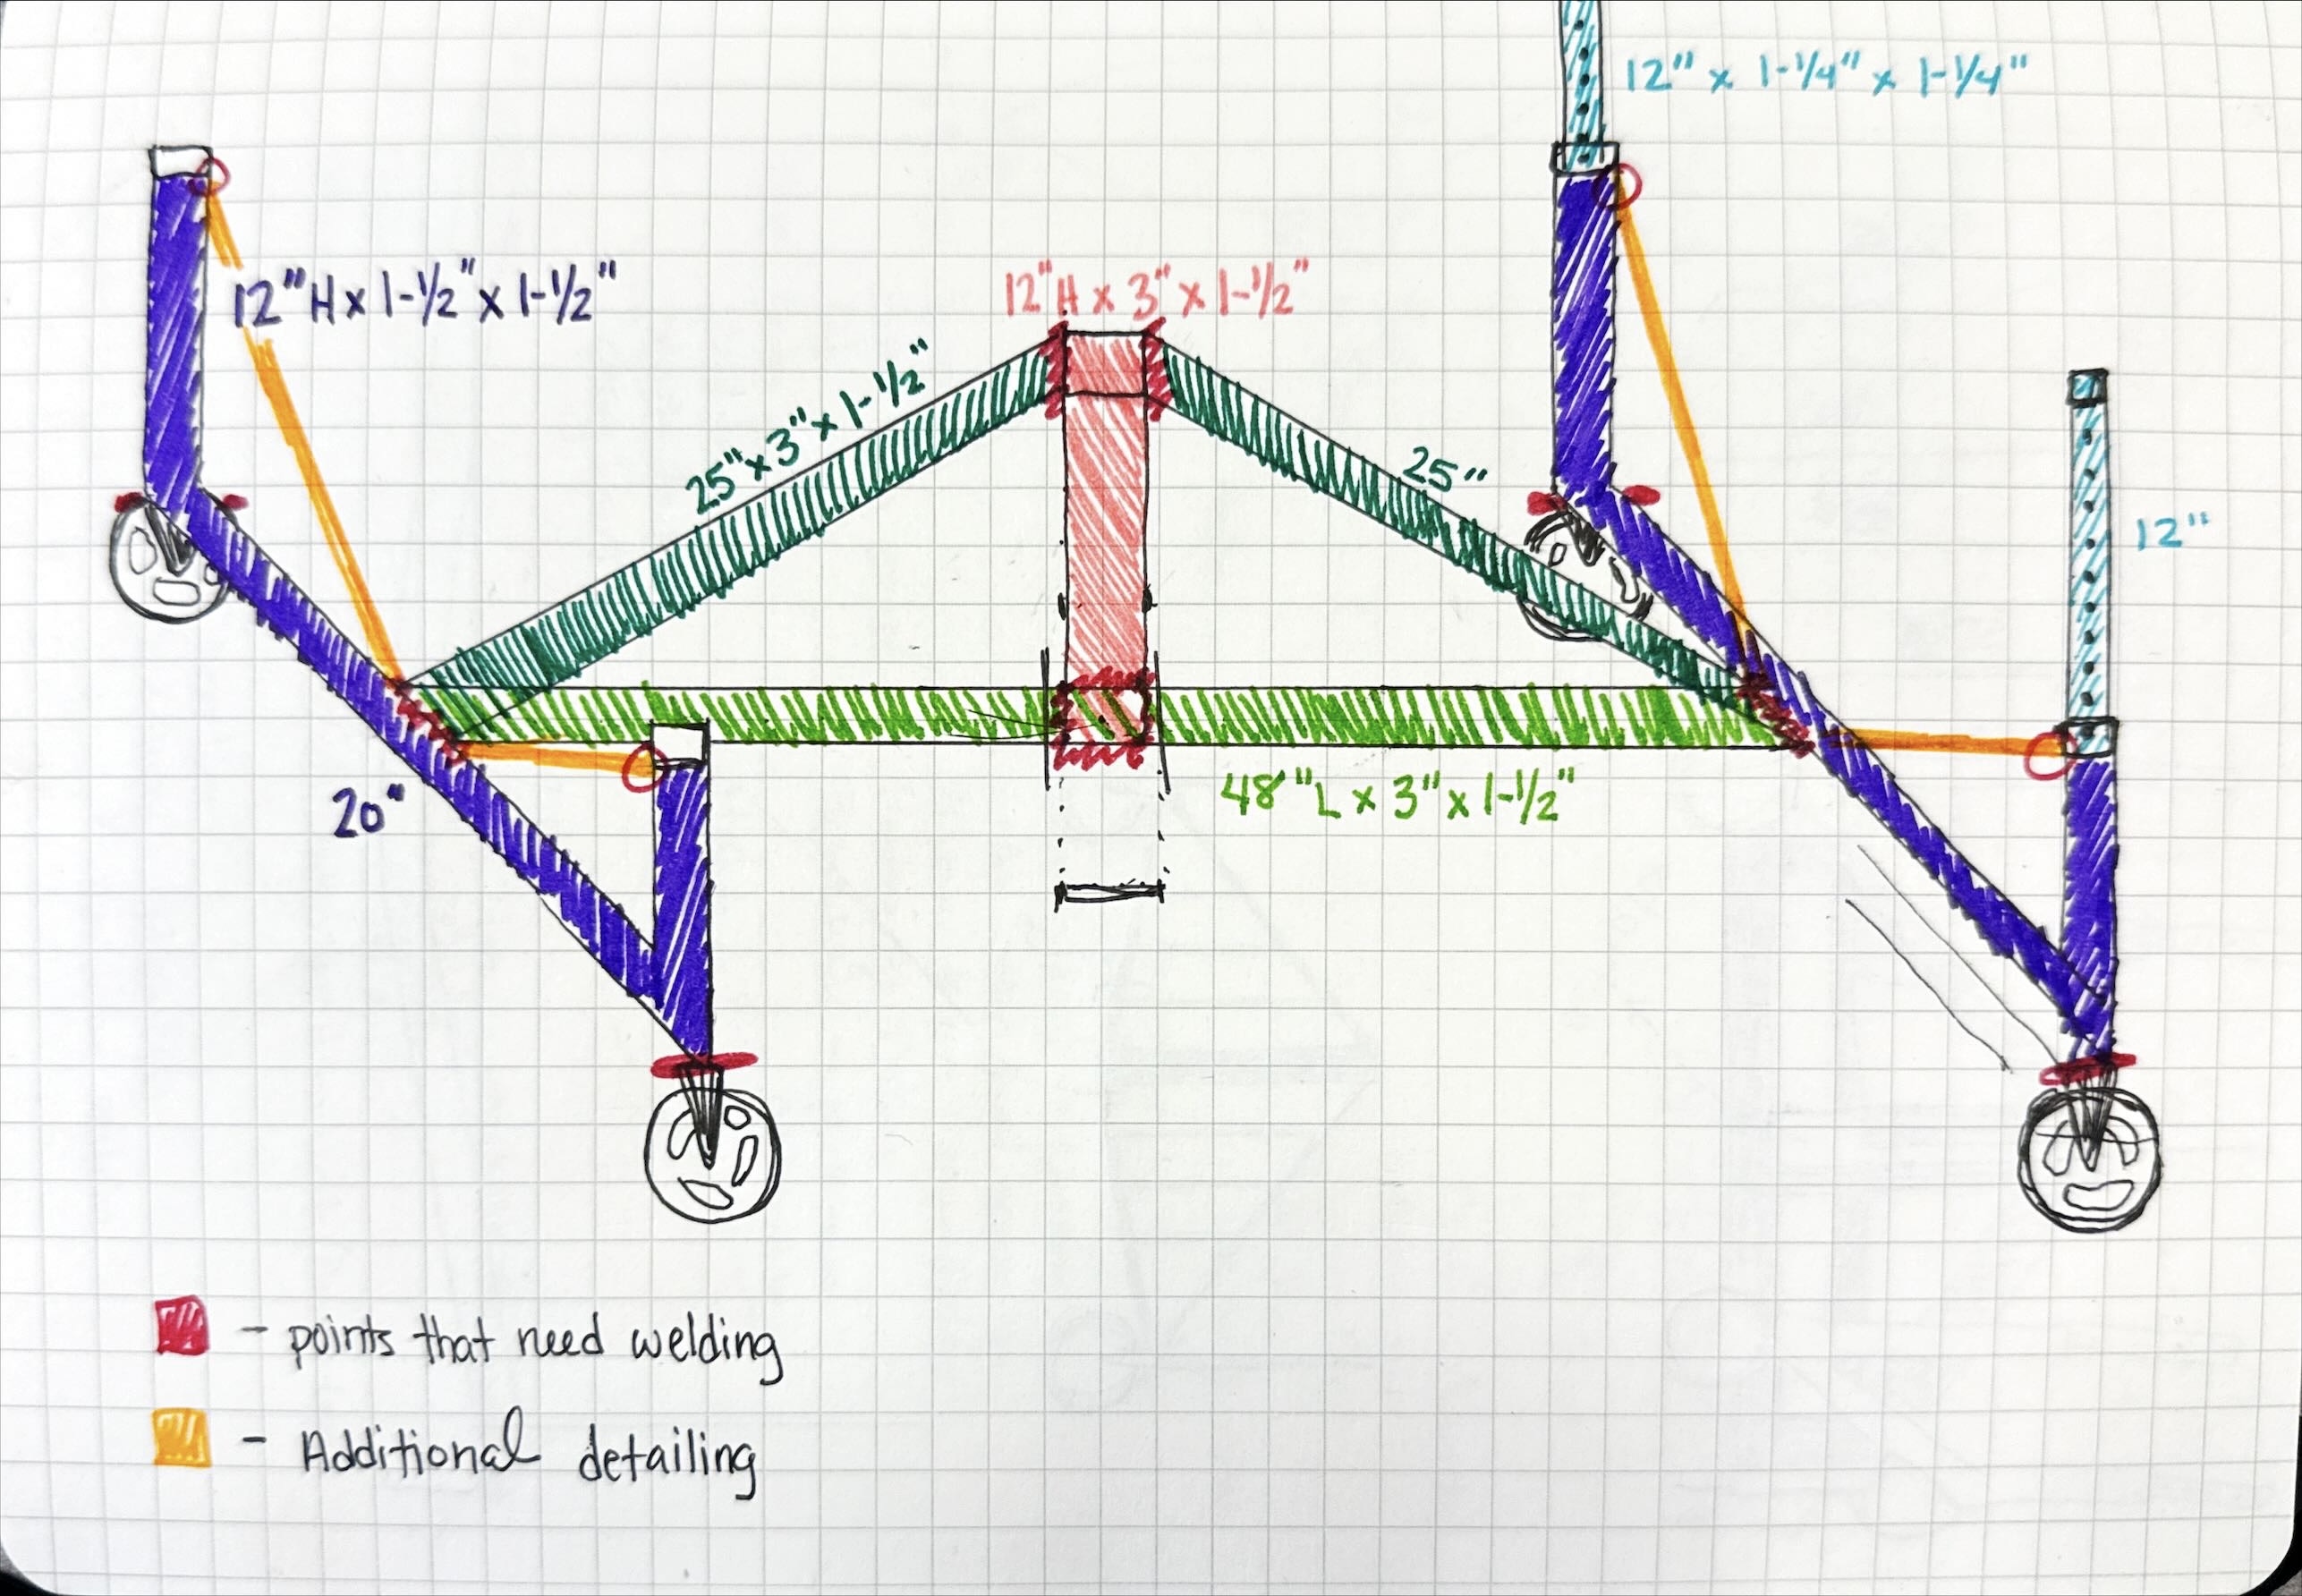 12" x 1-1/4" x 1-1/4"
12"H x 1-1/2" x 1-1/2"
12"H x 3" x 1-1/2"
25" x 3" x 1-1/2"
25"
12"
20"
48"L x 3" x 1-1/2"
- points that need welding
- Additional detailing